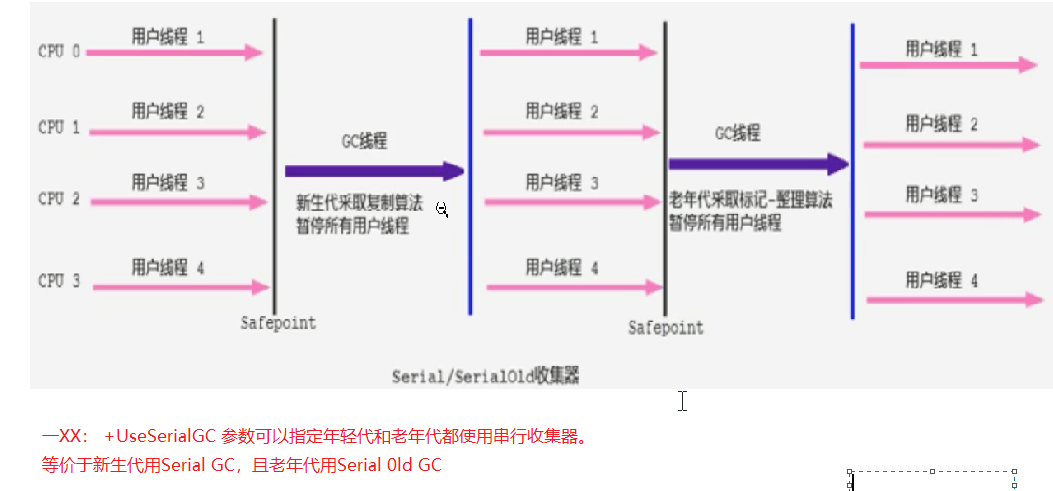 用户线程 1
用户线程 1
用户线程 1
CPU 0
用户线程 2
用户线程 2
用户线程 2
CPU 1
GC线程
GC线程
用户线程 3
用户线程 3
用户线程 3
CPU 2
新生代采取复制算法
暂停所有用户线程
老年代采取标记-整理算法
暂停所有用户线程
用户线程 4
用户线程 4
用户线程 4
CPU 3
Safepoint
Safepoint
Serial/SerialOld收集器
一XX： +UseSerialGC 参数可以指定年轻代和老年代都使用串行收集器。
等价于新生代用Serial GC，且老年代用Serial 0ld GC